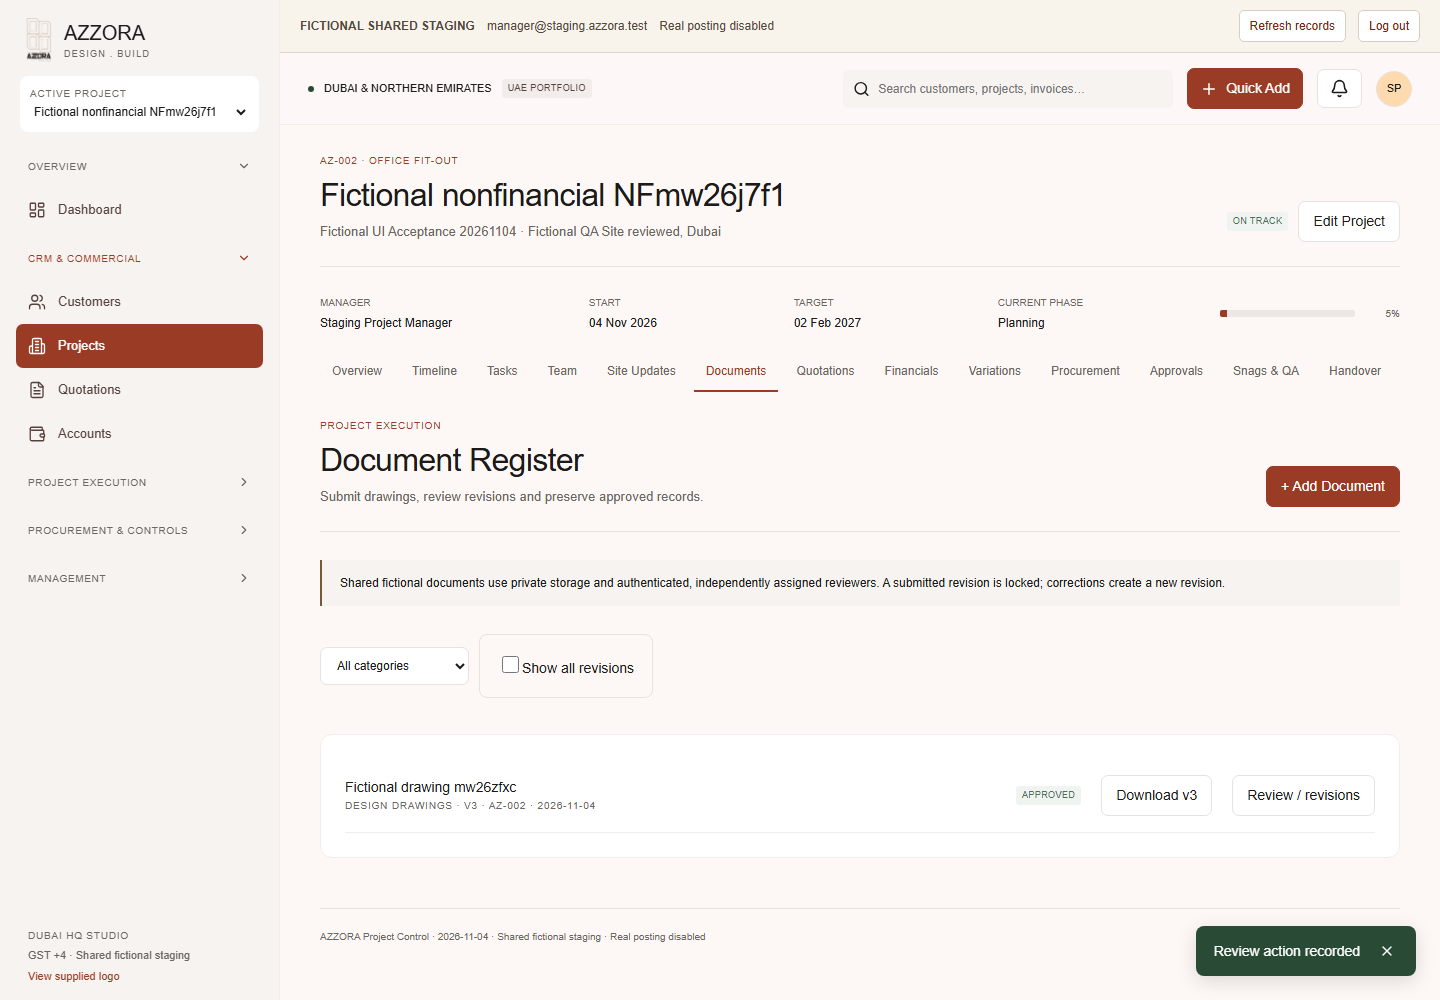 AZZORA
DESIGN . BUILD
ACTIVE PROJECT
Fictional nonfinancial NFmw26j7f1
OVERVIEW
Dashboard
CRM & COMMERCIAL
Customers
Projects
Quotations
Accounts
PROJECT EXECUTION
PROCUREMENT & CONTROLS
MANAGEMENT
DUBAI HQ STUDIO
GST +4 · Shared fictional staging
View supplied logo
FICTIONAL SHARED STAGING manager@staging.azzora.test Real posting disabled
Refresh records
Log out
DUBAI & NORTHERN EMIRATES
UAE PORTFOLIO
Search customers, projects, invoices…
Quick Add
SP
AZ-002 · OFFICE FIT-OUT
Fictional nonfinancial NFmw26j7f1
Fictional UI Acceptance 20261104 · Fictional QA Site reviewed, Dubai
ON TRACK
Edit Project
MANAGER
Staging Project Manager
START
04 Nov 2026
TARGET
02 Feb 2027
CURRENT PHASE
Planning
5%
Overview Timeline Tasks Team Site Updates Documents Quotations Financials Variations Procurement Approvals Snags & QA Handover
PROJECT EXECUTION
Document Register
Submit drawings, review revisions and preserve approved records.
+ Add Document
Shared fictional documents use private storage and authenticated, independently assigned reviewers. A submitted revision is locked; corrections create a new revision.
All categories
Show all revisions
Fictional drawing mw26zfxc
DESIGN DRAWINGS · V3 · AZ-002 · 2026-11-04
APPROVED
Download v3
Review / revisions
AZZORA Project Control · 2026-11-04 · Shared fictional staging · Real posting disabled
Review action recorded